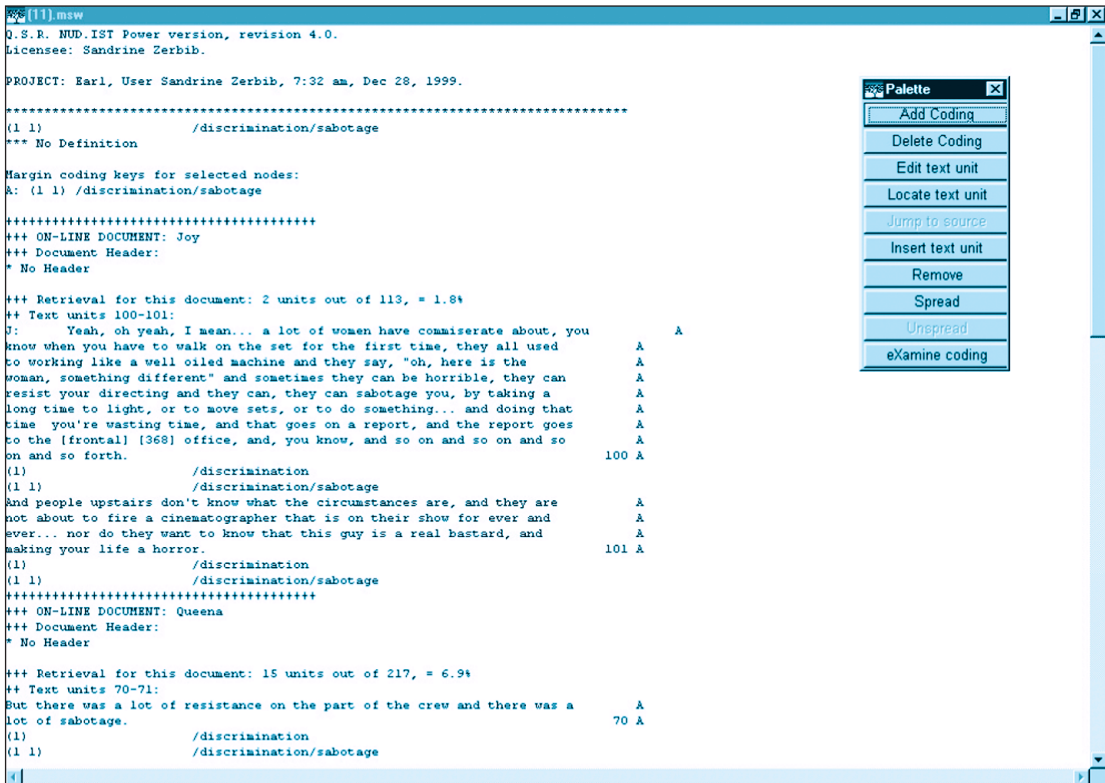 (11).msw
Q.S.R. NUD.IST Power version, revision 4.0.
Licensee: Sandrine Zerbib.
PROJECT: Earl, User Sandrine Zerbib, 7:32 am, Dec 28, 1999.
********************************************************************************
(1 1) /discrimination/sabotage
*** No Definition
Margin coding keys for selected nodes:
A: (1 1) /discrimination/sabotage
++++++++++++++++++++++++++++++++++++++++
+++ ON-LINE DOCUMENT: Joy
+++ Document Header:
* No Header
+++ Retrieval for this document: 2 units out of 113, = 1.8%
++ Text units 100-101:
J: Yeah, oh yeah, I mean... a lot of women have commiserate about, you A
know when you have to walk on the set for the first time, they all used A
to working like a well oiled machine and they say, "oh, here is the A
woman, something different" and sometimes they can be horrible, they can A
resist your directing and they can, they can sabotage you, by taking a A
long time to light, or to move sets, or to do something... and doing that A
time you're wasting time, and that goes on a report, and the report goes A
to the [frontal] [368] office, and, you know, and so on and so on and so A
on and so forth. 100 A
(1) /discrimination
(1 1) /discrimination/sabotage
And people upstairs don't know what the circumstances are, and they are A
not about to fire a cinematographer that is on their show for ever and A
ever... nor do they want to know that this guy is a real bastard, and A
making your life a horror. 101 A
(1) /discrimination
(1 1) /discrimination/sabotage
++++++++++++++++++++++++++++++++++++++++
+++ ON-LINE DOCUMENT: Queena
+++ Document Header:
* No Header
+++ Retrieval for this document: 15 units out of 217, = 6.9%
++ Text units 70-71:
But there was a lot of resistance on the part of the crew and there was a A
lot of sabotage. 70 A
(1) /discrimination
(1 1) /discrimination/sabotage
Palette
Add Coding
Delete Coding
Edit text unit
Locate text unit
Jump to source
Insert text unit
Remove
Spread
Unspread
eXamine coding